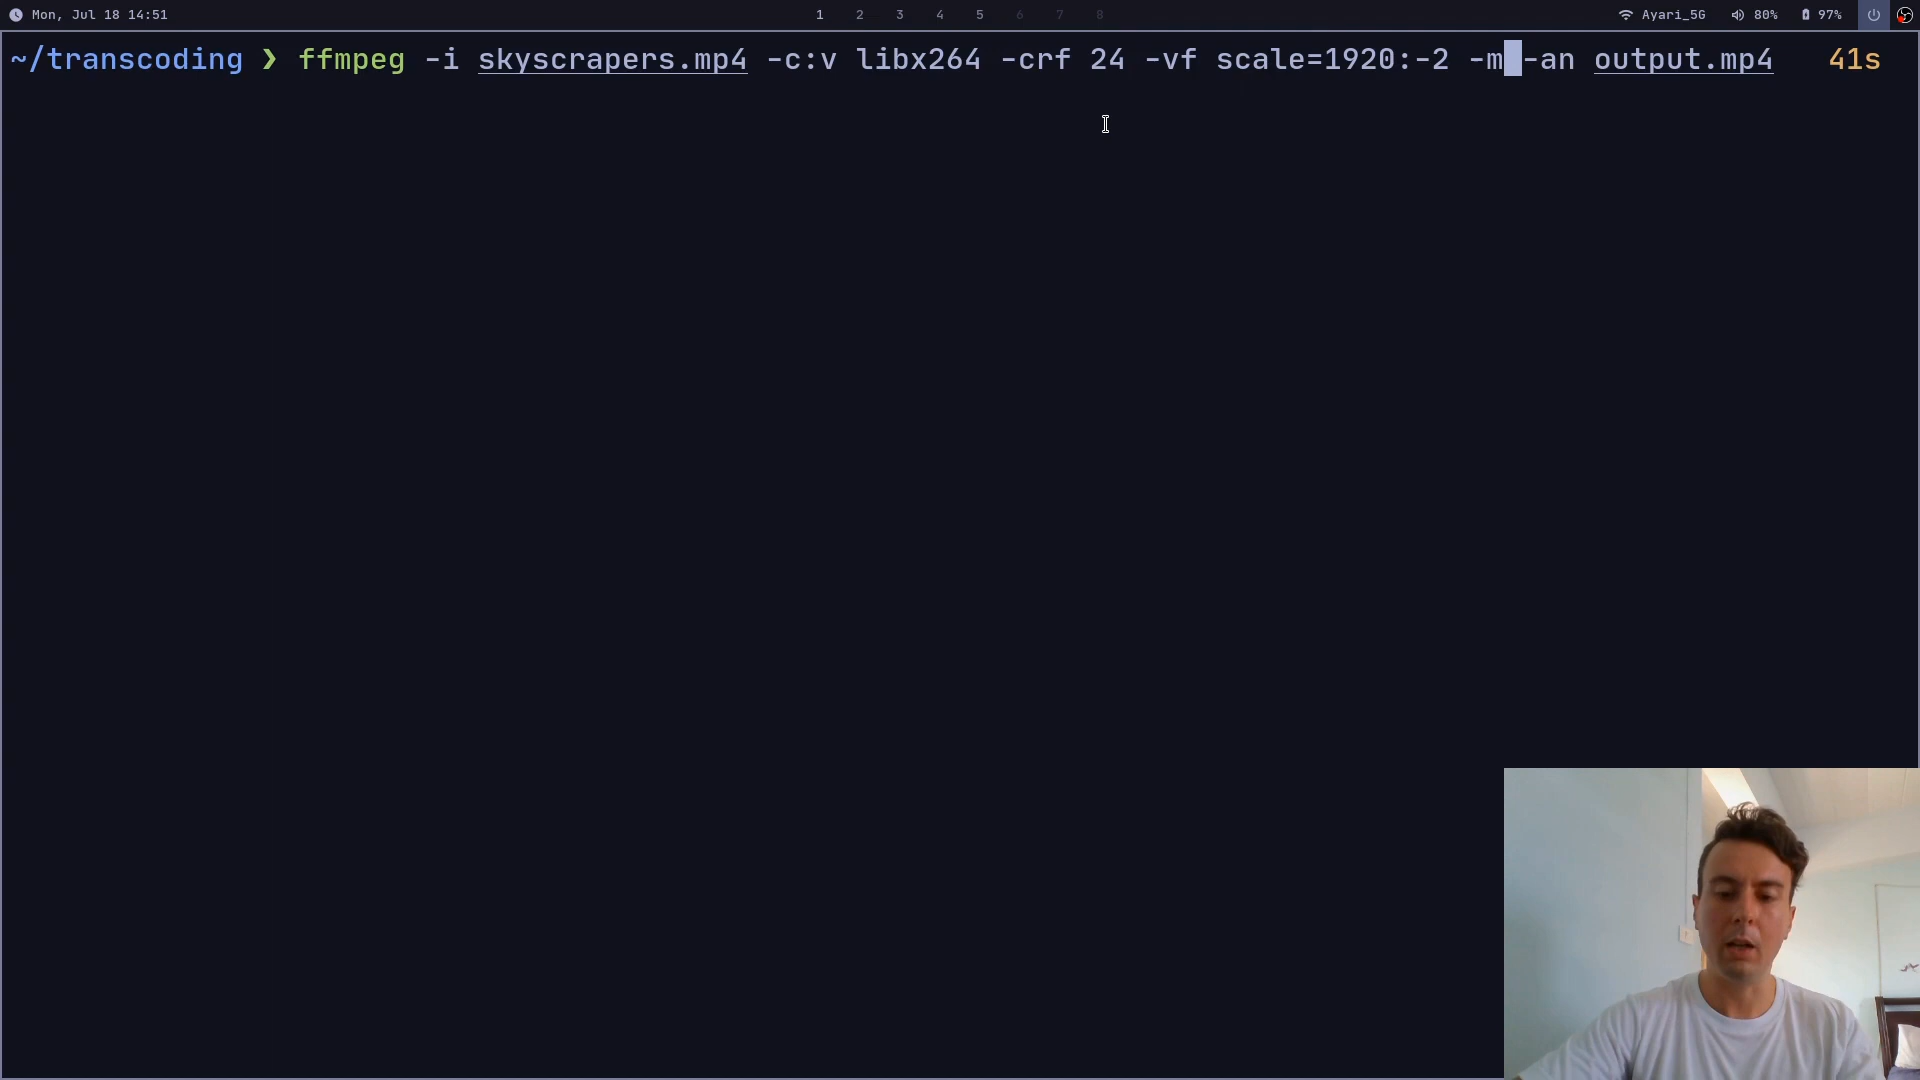 Mon, Jul 18 14:51 1 2 3 4 5 6 7 8 Ayari_5G 80% 97%
~/transcoding ❯ ffmpeg -i skyscrapers.mp4 -c:v libx264 -crf 24 -vf scale=1920:-2 -m -an output.mp4 41s